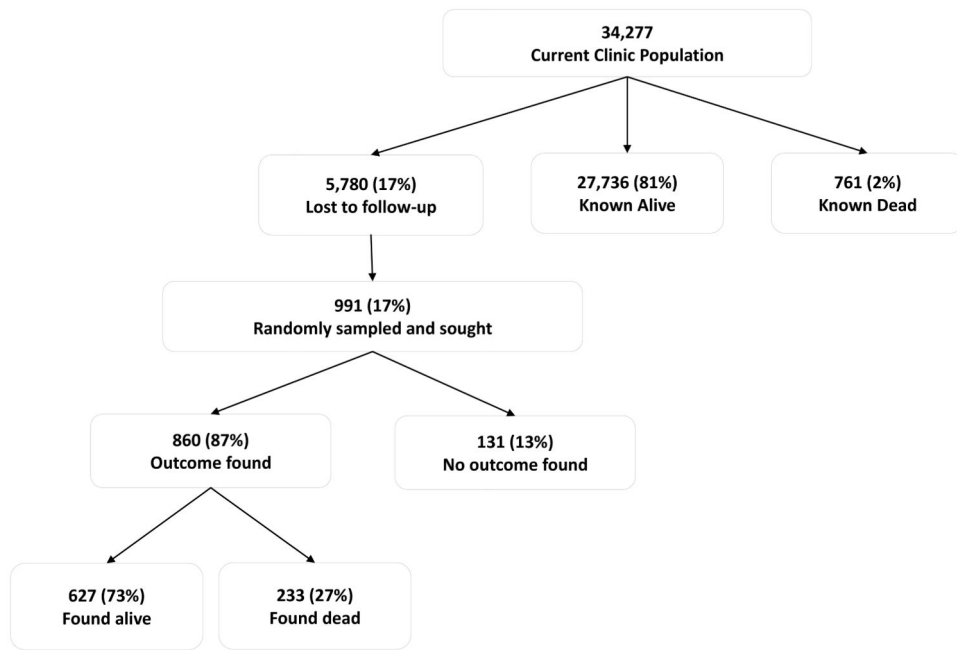 34,277
Current Clinic Population
5,780 (17%)
Lost to follow-up
27,736 (81%)
Known Alive
761 (2%)
Known Dead
991 (17%)
Randomly sampled and sought
860 (87%)
Outcome found
131 (13%)
No outcome found
627 (73%)
Found alive
233 (27%)
Found dead